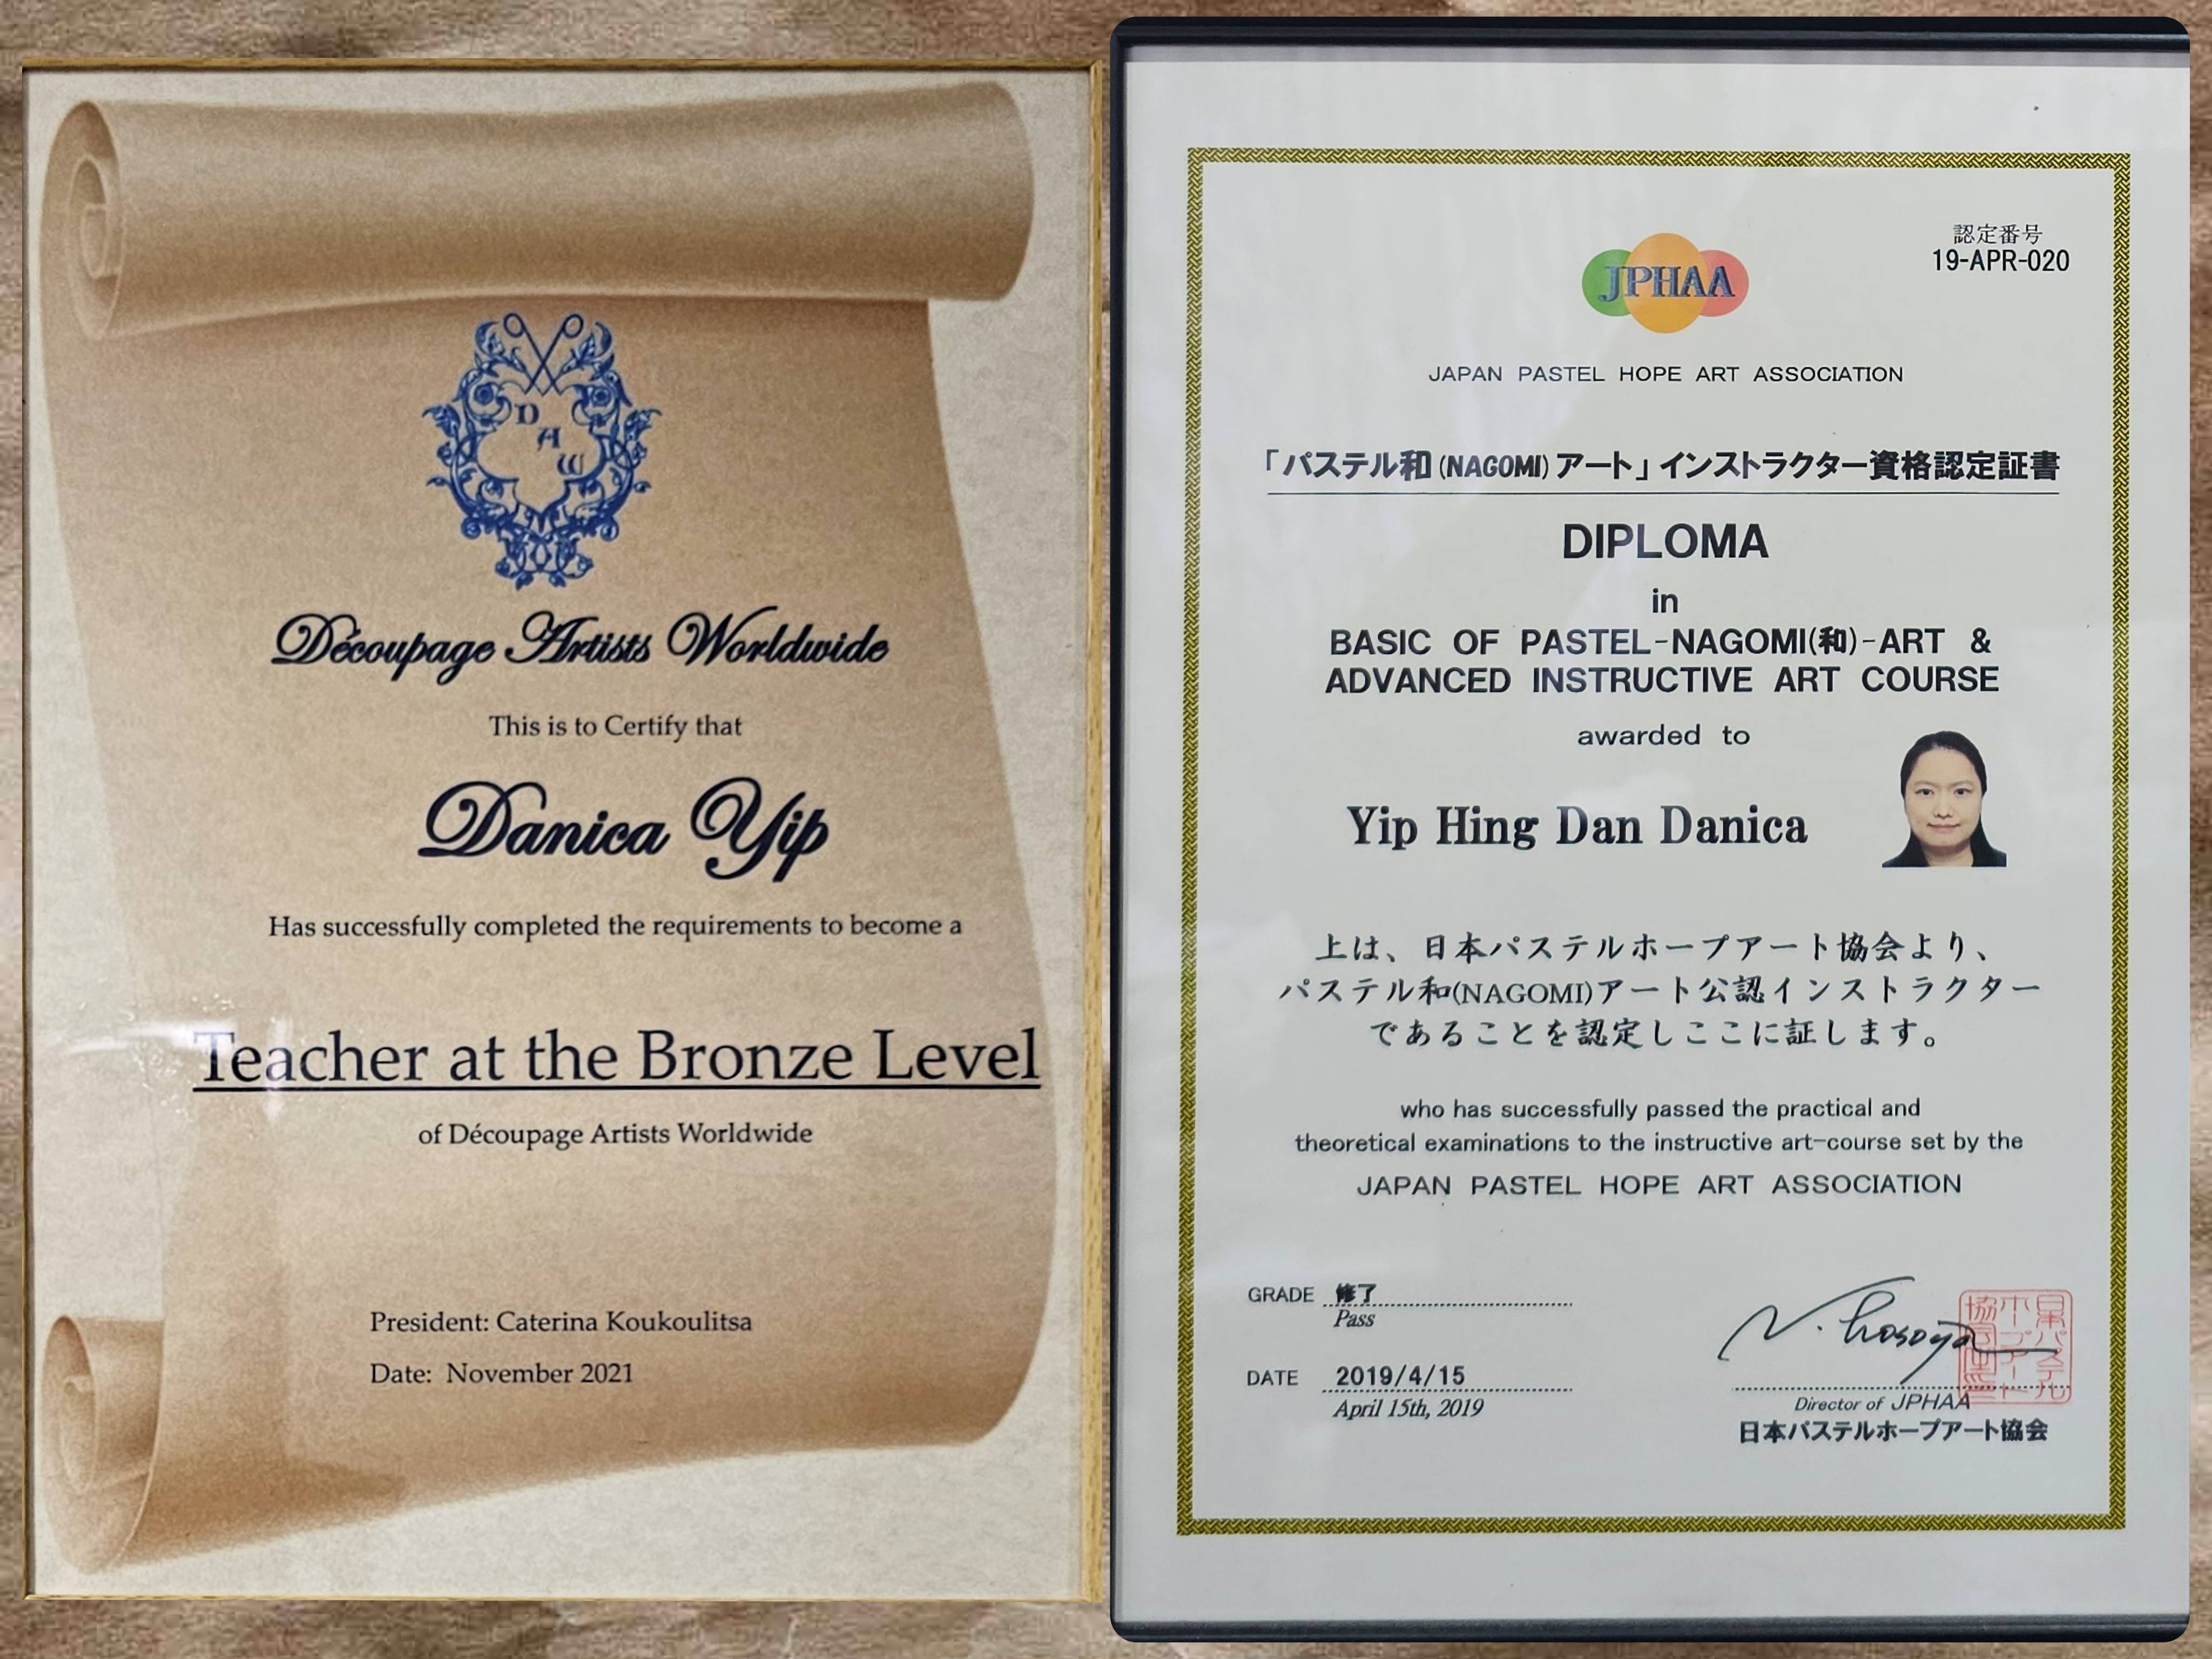 D
A
W
Découpage Artists Worldwide
This is to Certify that
Danica Yip
Has successfully completed the requirements to become a
Teacher at the Bronze Level
of Découpage Artists Worldwide
President: Caterina Koukoulitsa
Date: November 2021
認定番号
19-APR-020
JPHAA
JAPAN PASTEL HOPE ART ASSOCIATION
「パステル和(NAGOMI)アート」インストラクター資格認定証書
DIPLOMA
in
BASIC OF PASTEL-NAGOMI(和)-ART &
ADVANCED INSTRUCTIVE ART COURSE
awarded to
Yip Hing Dan Danica
上は、日本パステルホープアート協会より、
パステル和(NAGOMI)アート公認インストラクター
であることを認定しここに証します。
who has successfully passed the practical and
theoretical examinations to the instructive art-course set by the
JAPAN PASTEL HOPE ART ASSOCIATION
GRADE 修了
Pass
DATE 2019/4/15
April 15th, 2019
Director of JPHAA
日本パステルホープアート協会